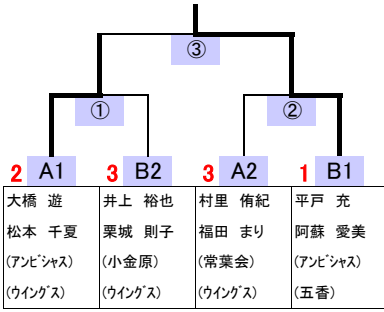 ③
① ②
2 A1 3 B2 3 A2 1 B1
大橋 遊 井上 裕也 村里 侑紀 平戸 充
松本 千夏 栗城 則子 福田 まり 阿蘇 愛美
(アンビシャス) (小金原) (常葉会) (アンビシャス)
(ウイングス) (ウイングス) (ウイングス) (五香)